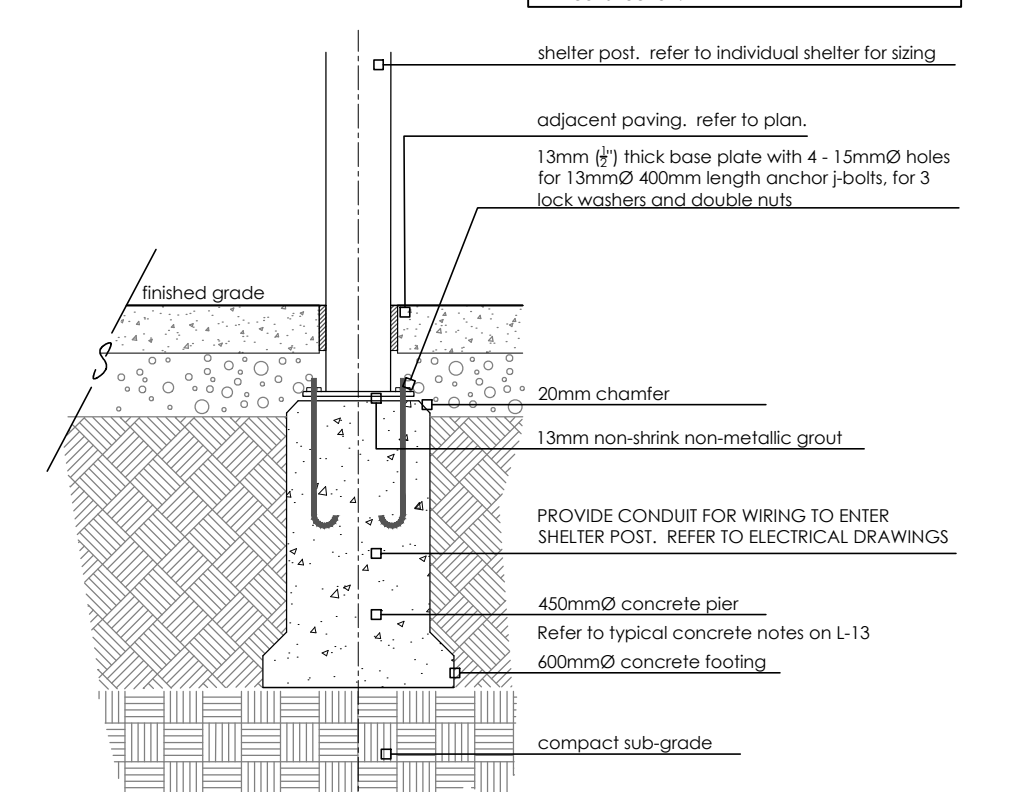 shelter post. refer to individual shelter for sizing
adjacent paving. refer to plan.
13mm (½") thick base plate with 4 - 15mmØ holes
for 13mmØ 400mm length anchor j-bolts, for 3
lock washers and double nuts
finished grade
20mm chamfer
13mm non-shrink non-metallic grout
PROVIDE CONDUIT FOR WIRING TO ENTER
SHELTER POST. REFER TO ELECTRICAL DRAWINGS
450mmØ concrete pier
Refer to typical concrete notes on L-13
600mmØ concrete footing
compact sub-grade